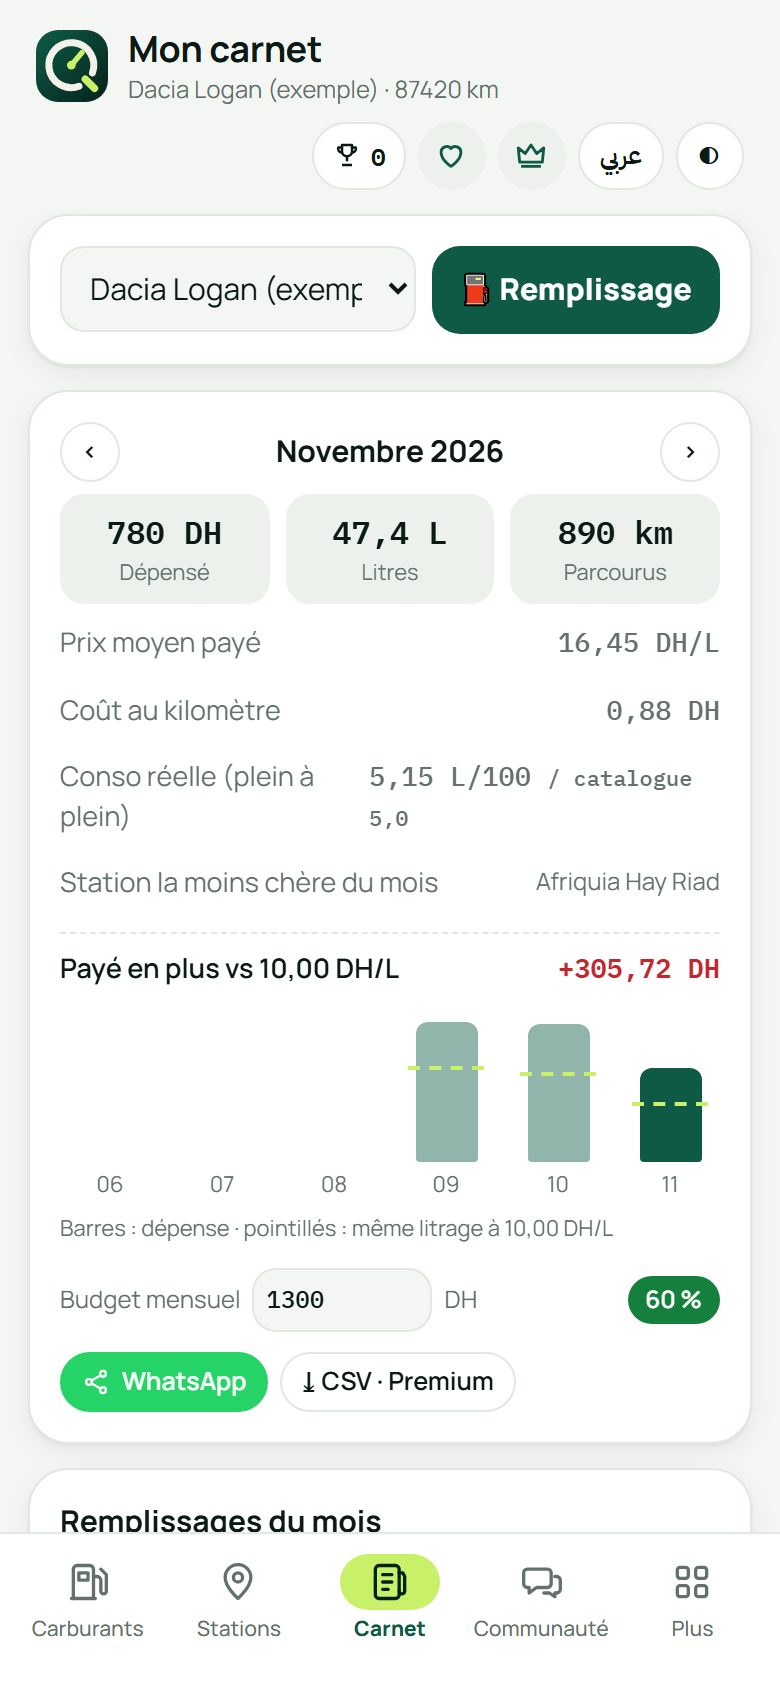 Mon carnet
Dacia Logan (exemple) · 87420 km
0
عربي
Dacia Logan (exemp
Remplissage
Novembre 2026
780 DH
47,4 L
890 km
Dépensé
Litres
Parcourus
Prix moyen payé
16,45 DH/L
Coût au kilomètre
0,88 DH
Conso réelle (plein à
plein)
5,15 L/100 / catalogue
5,0
Station la moins chère du mois
Afriquia Hay Riad
Payé en plus vs 10,00 DH/L
+305,72 DH
06
07
08
09
10
11
Barres : dépense · pointillés : même litrage à 10,00 DH/L
Budget mensuel
1300
DH
60 %
WhatsApp
CSV · Premium
Remplissages du mois
Carburants
Stations
Carnet
Communauté
Plus